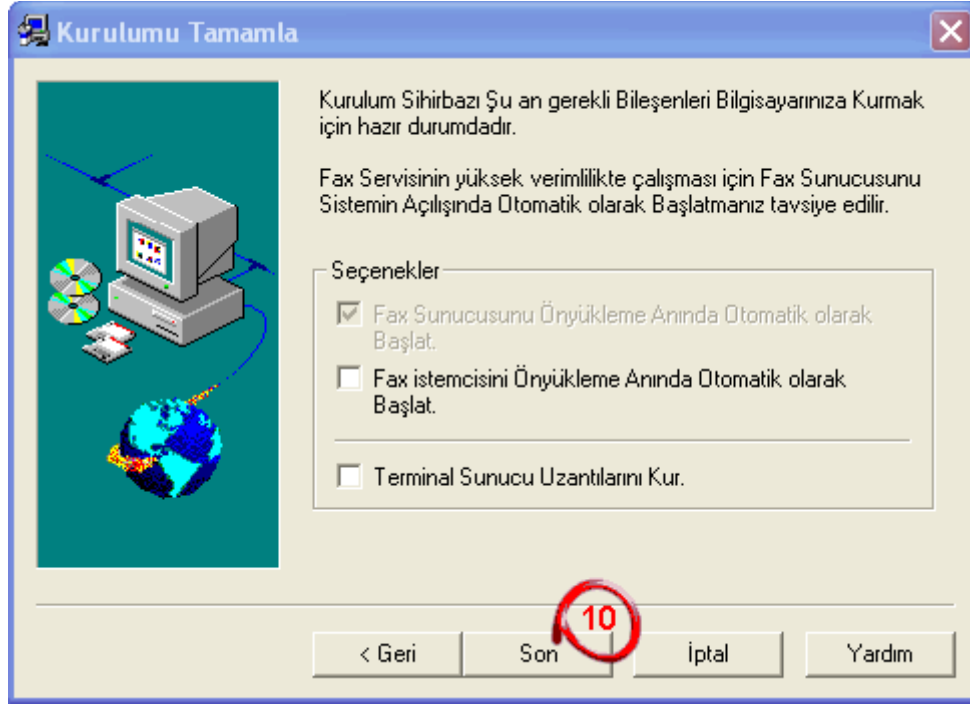 Kurulumu Tamamla
Kurulum Sihirbazı Şu an gerekli Bileşenleri Bilgisayarınıza Kurmak
için hazır durumdadır.
Fax Servisinin yüksek verimlilikte çalışması için Fax Sunucusunu
Sistemin Açılışında Otomatik olarak Başlatmanız tavsiye edilir.
Seçenekler
Fax Sunucusunu Önyükleme Anında Otomatik olarak
Başlat.
Fax istemcisini Önyükleme Anında Otomatik olarak
Başlat.
Terminal Sunucu Uzantılarını Kur.
10
< Geri Son İptal Yardım